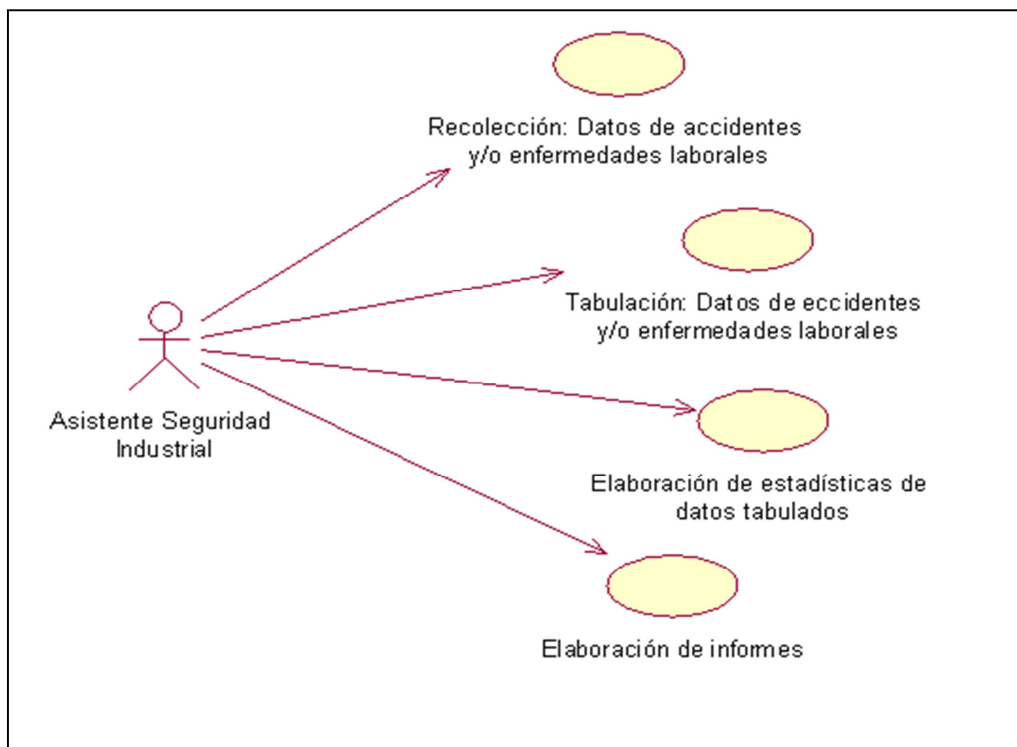 Recolección: Datos de accidentes
y/o enfermedades laborales
Tabulación: Datos de eccidentes
y/o enfermedades laborales
Asistente Seguridad
Industrial
Elaboración de estadísticas de
datos tabulados
Elaboración de informes